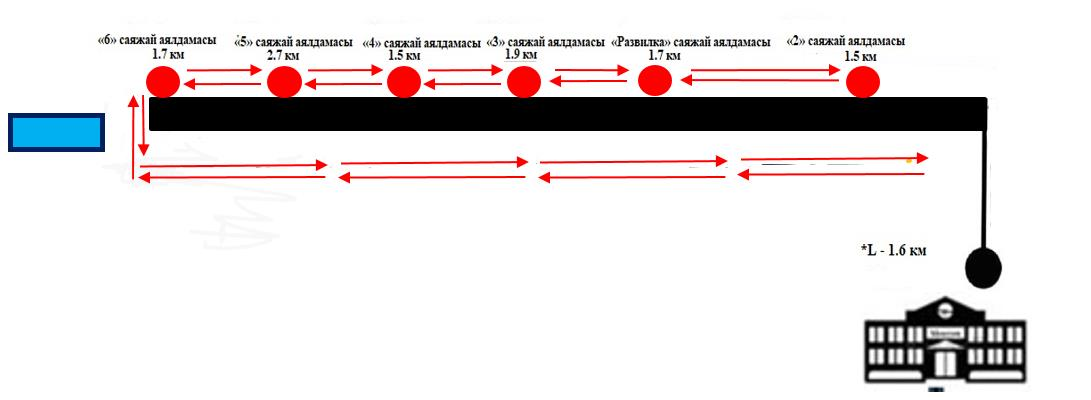 «6» саяжай аялдамасы
1.7 км
«5» саяжай аялдамасы
2.7 км
«4» саяжай аялдамасы
1.5 км
«3» саяжай аялдамасы
1.9 км
«Развилка» саяжай аялдамасы
1.7 км
«2» саяжай аялдамасы
1.5 км
*L - 1.6 км